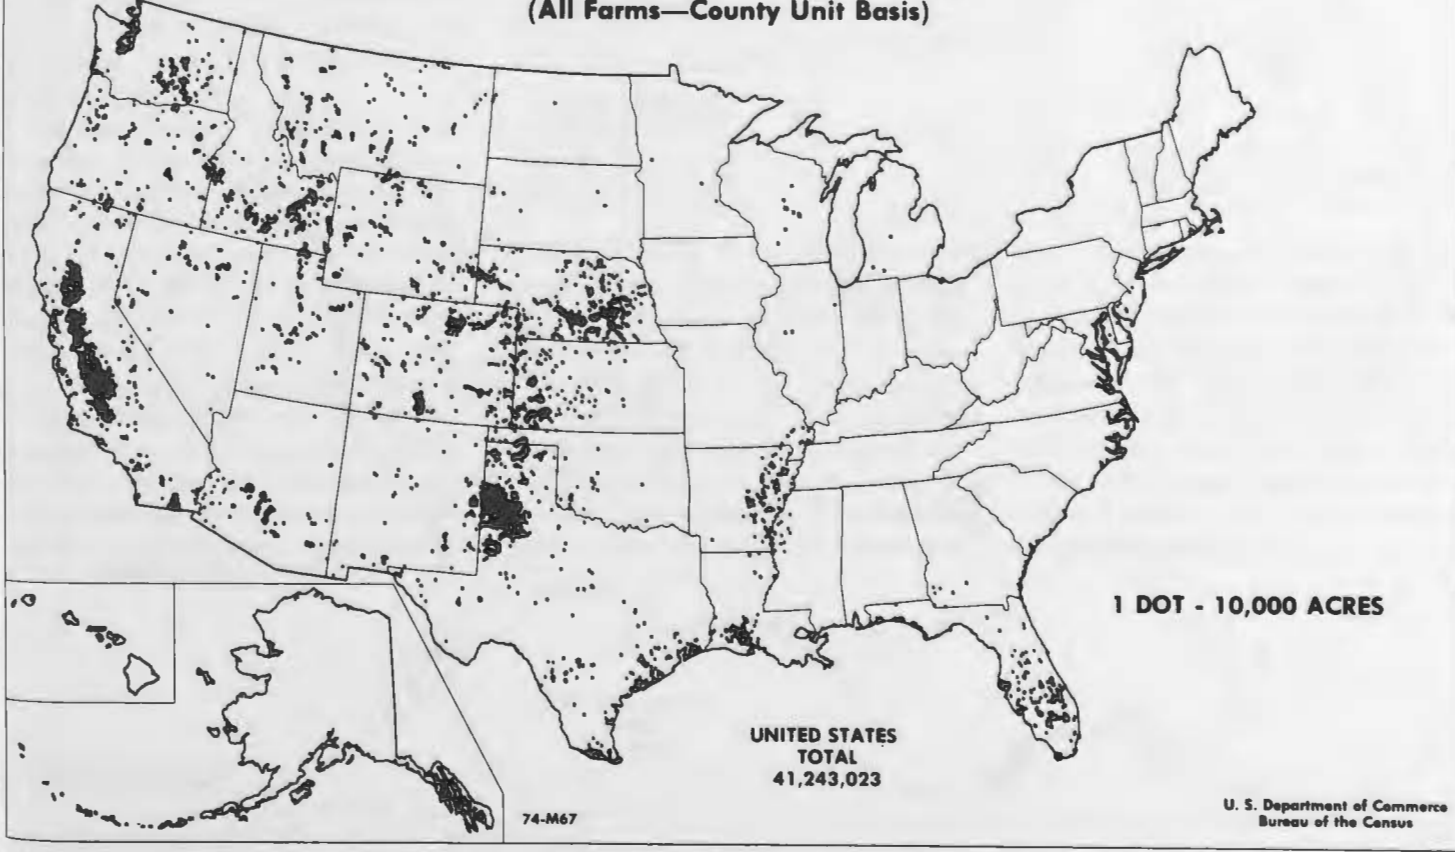 (All Farms—County Unit Basis)
1 DOT - 10,000 ACRES
UNITED STATES
TOTAL
41,243,023
74-M67
U. S. Department of Commerce
Bureau of the Census